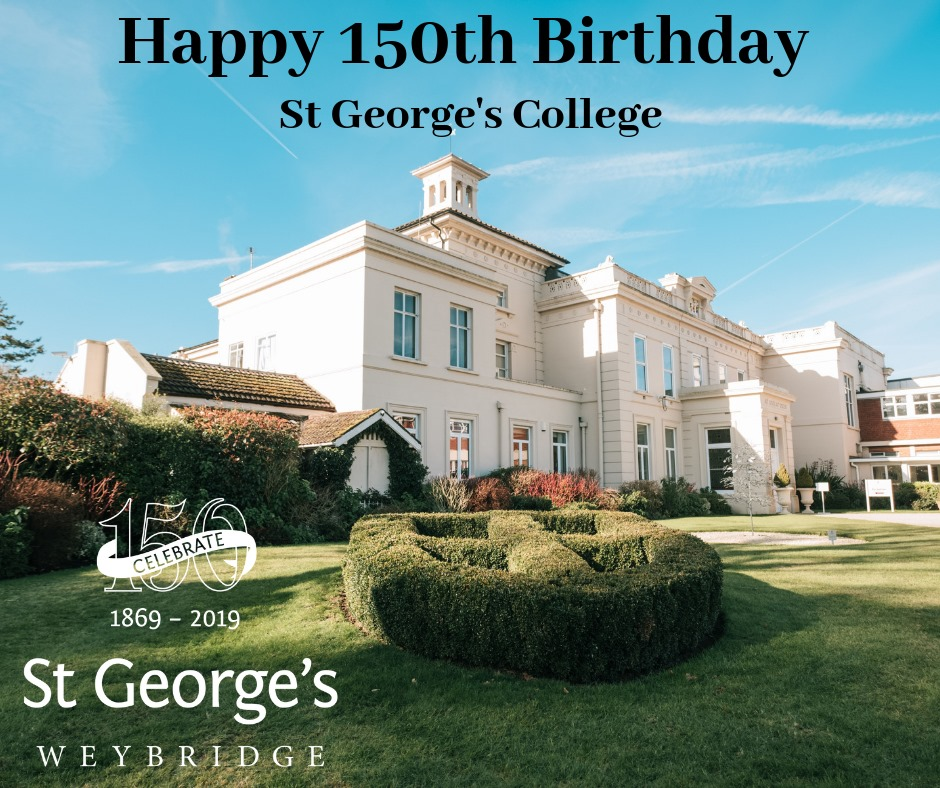 Happy 150th Birthday
St George's College
150
CELEBRATE
1869 – 2019
St George's
WEYBRIDGE